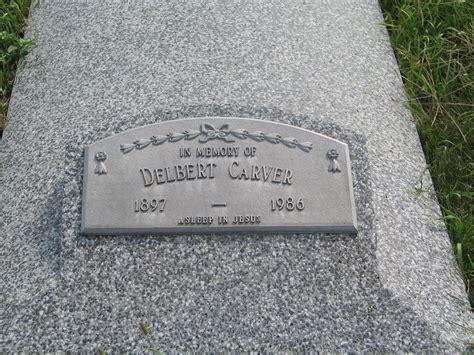 IN MEMORY OF
DELBERT CARVER
1897 — 1986
ASLEEP IN JESUS